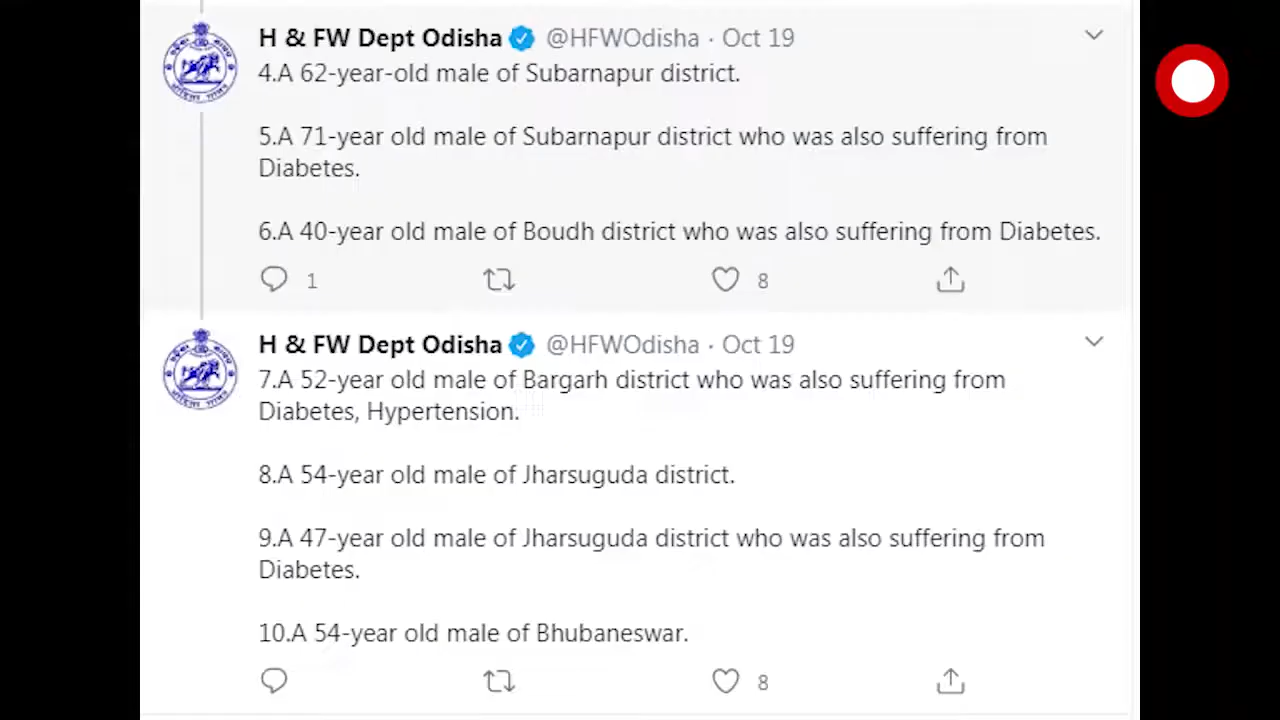 H & FW Dept Odisha @HFWOdisha · Oct 19
4.A 62-year-old male of Subarnapur district.
5.A 71-year old male of Subarnapur district who was also suffering from
Diabetes.
6.A 40-year old male of Boudh district who was also suffering from Diabetes.
1 8
H & FW Dept Odisha @HFWOdisha · Oct 19
7.A 52-year old male of Bargarh district who was also suffering from
Diabetes, Hypertension.
8.A 54-year old male of Jharsuguda district.
9.A 47-year old male of Jharsuguda district who was also suffering from
Diabetes.
10.A 54-year old male of Bhubaneswar.
8